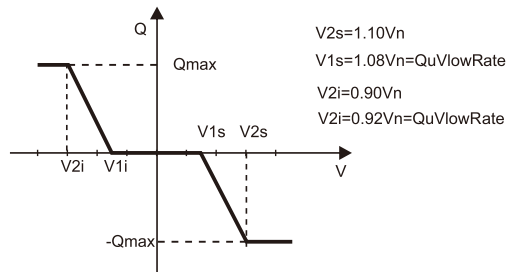 Q
V2s=1.10Vn
Qmax
V1s=1.08Vn=QuVlowRate
V2i=0.90Vn
V2i=0.92Vn=QuVlowRate
V1s V2s
V2i V1i
V
-Qmax